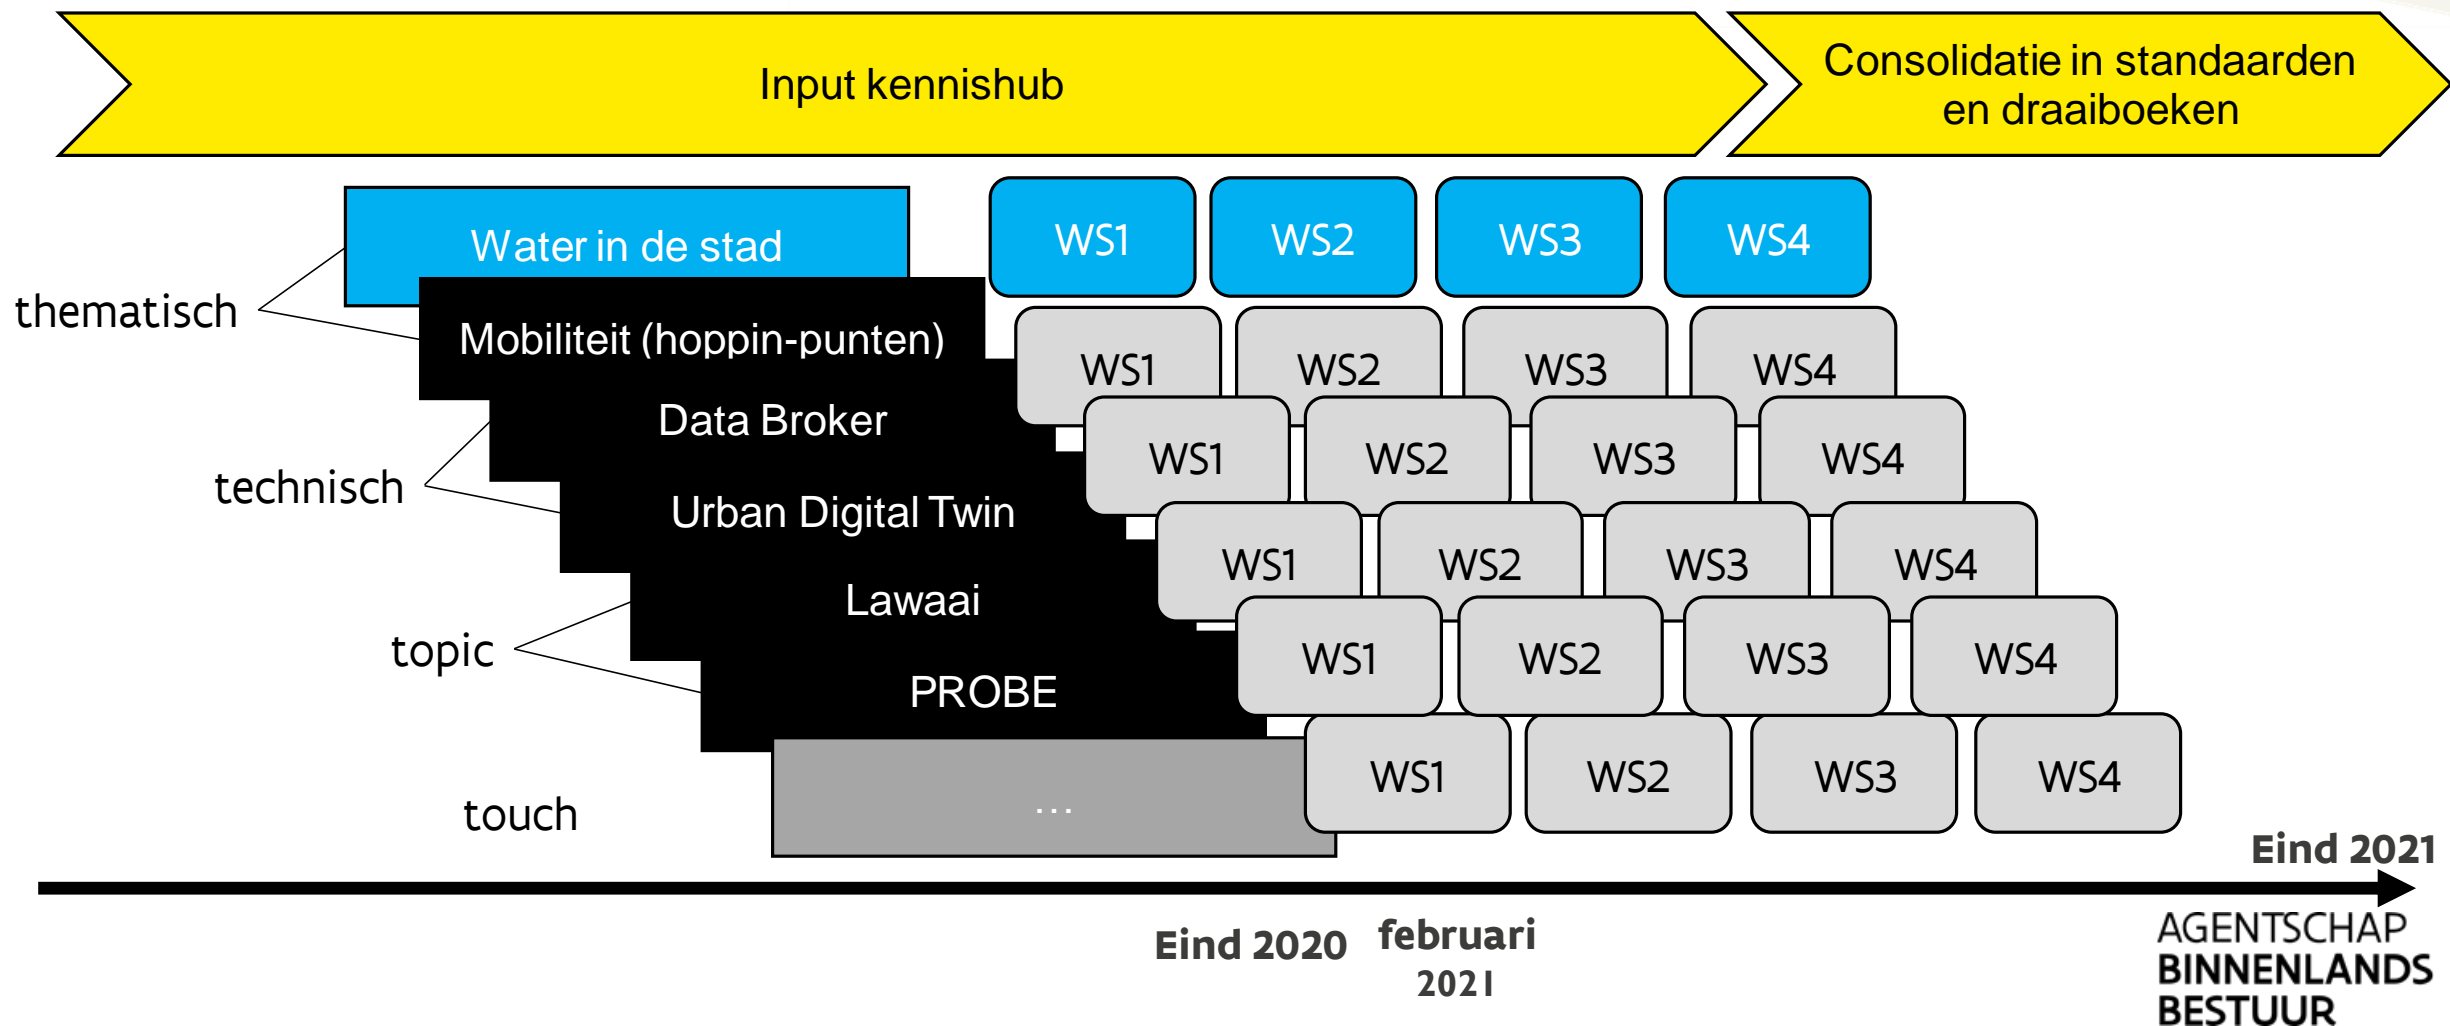 Input kennishub
Consolidatie in standaarden
en draaiboeken
Water in de stad
WS1
WS2
WS3
WS4
thematisch
Mobiliteit (hoppin-punten)
WS1
WS2
WS3
WS4
Data Broker
WS1
WS2
WS3
WS4
technisch
Urban Digital Twin
WS1
WS2
WS3
WS4
Lawaai
topic
WS1
WS2
WS3
WS4
PROBE
touch
...
WS1
WS2
WS3
WS4
Eind 2021
Eind 2020
februari
2021
AGENTSCHAP
BINNENLANDS
BESTUUR